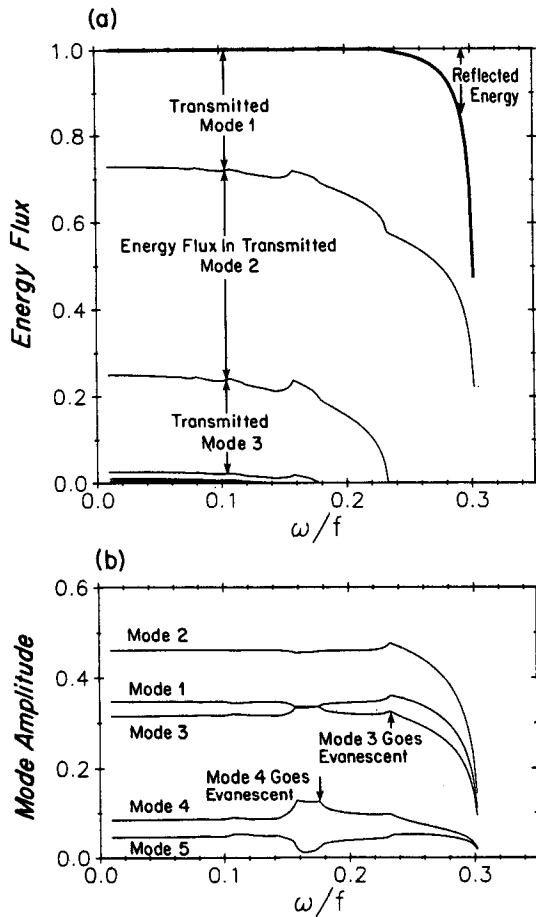 (a)
1.0
0.8
0.6
0.4
0.2
0.0
Energy Flux
Transmitted
Mode 1
Reflected
Energy
Energy Flux In Transmitted
Mode 2
Transmitted
Mode 3
0.0
0.1
0.2
0.3
ω/f
(b)
0.6
0.4
0.2
0.0
Mode Amplitude
Mode 2
Mode 1
Mode 3
Mode 3 Goes
Evanescent
Mode 4 Goes
Evanescent
Mode 4
Mode 5
0.0
0.1
0.2
0.3
ω/f